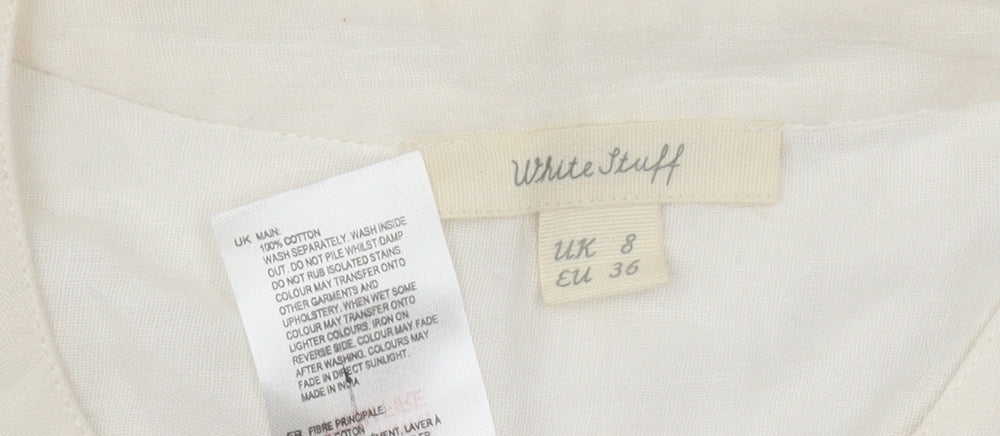 White Stuff
UK 8
EU 36
UK MAIN:
100% COTTON
WASH SEPARATELY. WASH INSIDE
OUT. DO NOT PILE WHILST DAMP
DO NOT RUB ISOLATED STAINS.
COLOUR MAY TRANSFER ONTO
OTHER GARMENTS AND
UPHOLSTERY. WHEN WET SOME
COLOUR MAY TRANSFER ONTO
LIGHTER COLOURS. IRON ON
REVERSE SIDE. COLOUR MAY FADE
AFTER WASHING. COLOURS MAY
FADE IN DIRECT SUNLIGHT.
MADE IN INDIA
FR FIBRE PRINCIPALE:
COTON
LAVER À